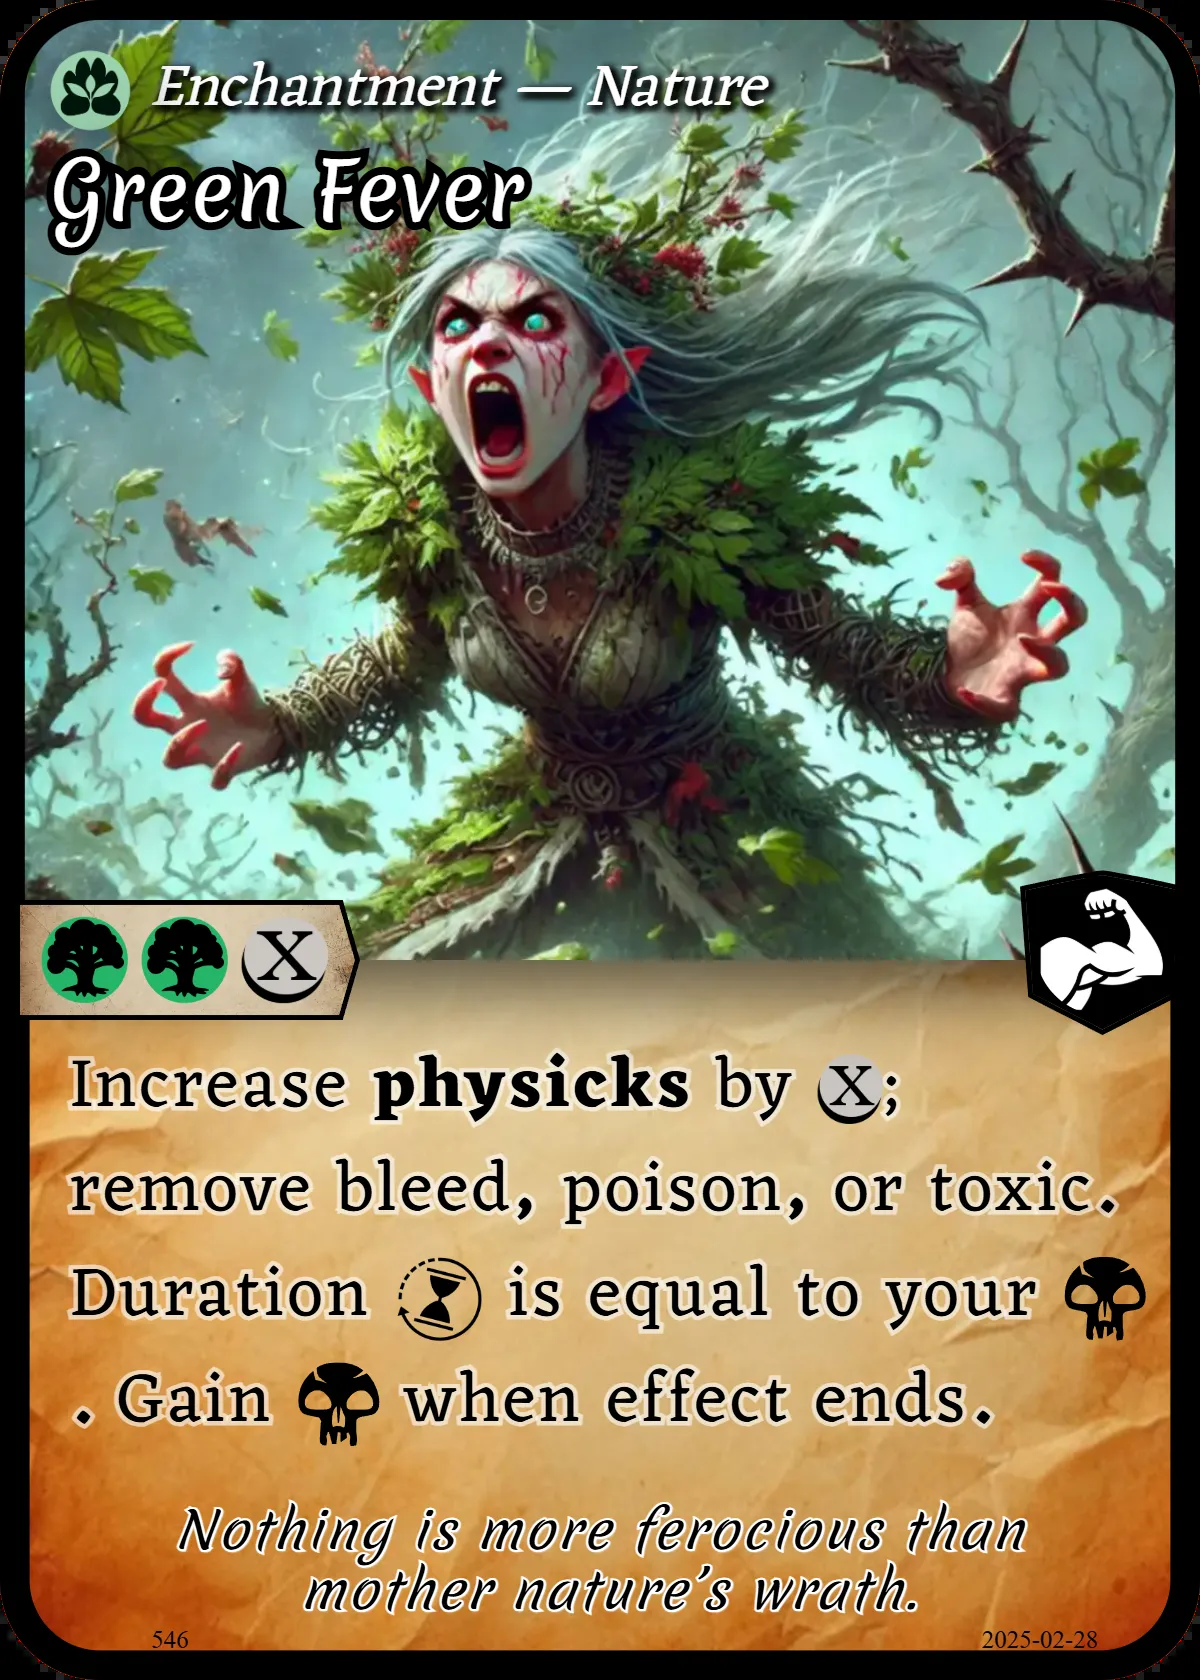 Enchantment — Nature
Green Fever
X
Increase physicks by X;
remove bleed, poison, or toxic.
Duration is equal to your
. Gain when effect ends.
Nothing is more ferocious than
mother nature's wrath.
546
2025-02-28